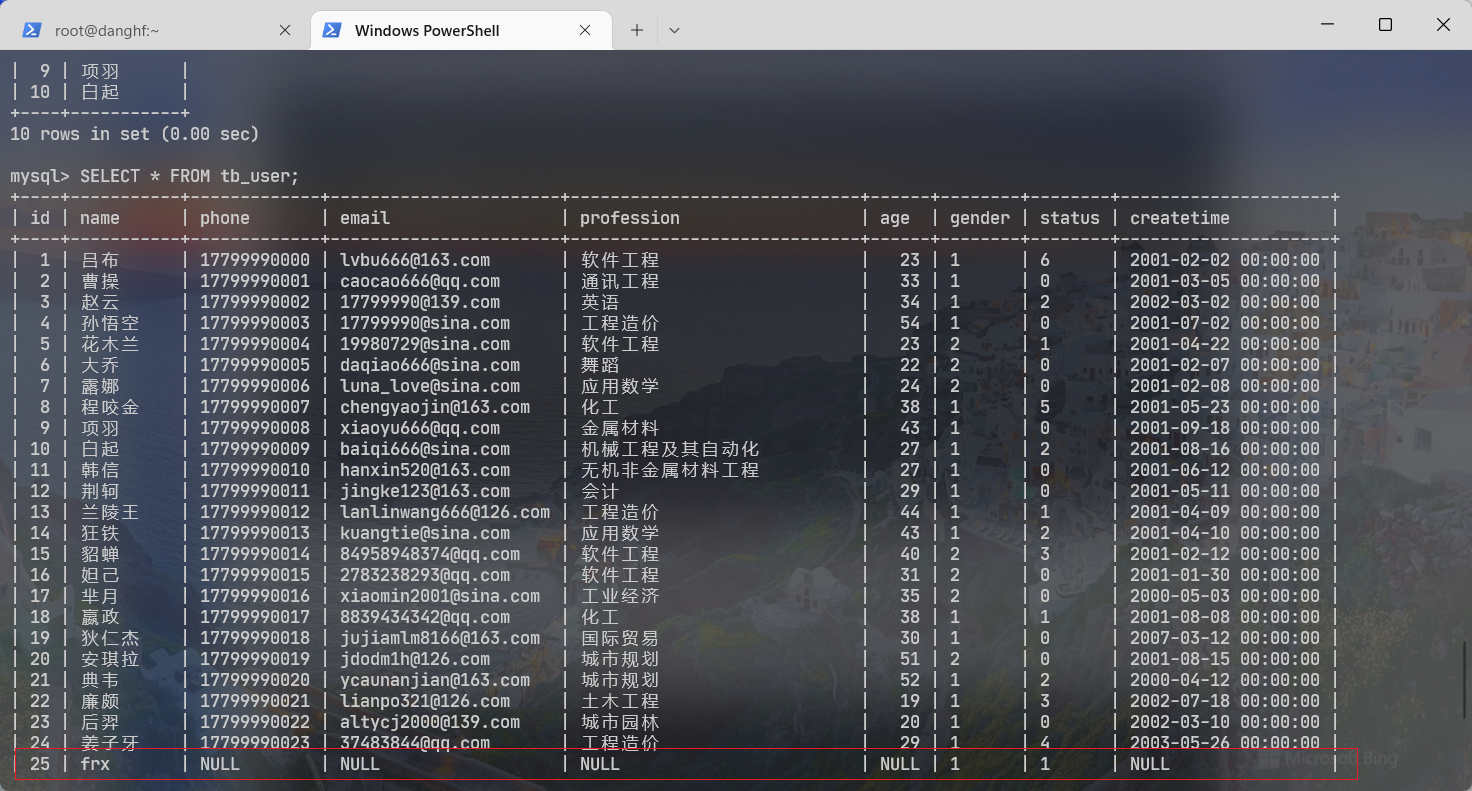 root@danghf:~
Windows PowerShell
|  9 | 项羽      |
| 10 | 白起      |
+----+-----------+
10 rows in set (0.00 sec)
mysql> SELECT * FROM tb_user;
+----+-----------+-------------+-----------------------+-----------------------------+------+--------+--------+---------------------+
| id | name      | phone       | email                 | profession                  | age  | gender | status | createtime          |
+----+-----------+-------------+-----------------------+-----------------------------+------+--------+--------+---------------------+
|  1 | 吕布      | 17799990000 | lvbu666@163.com       | 软件工程                    |   23 | 1      | 6      | 2001-02-02 00:00:00 |
|  2 | 曹操      | 17799990001 | caocao666@qq.com      | 通讯工程                    |   33 | 1      | 0      | 2001-03-05 00:00:00 |
|  3 | 赵云      | 17799990002 | 17799990@139.com      | 英语                        |   34 | 1      | 2      | 2002-03-02 00:00:00 |
|  4 | 孙悟空    | 17799990003 | 17799990@sina.com     | 工程造价                    |   54 | 1      | 0      | 2001-07-02 00:00:00 |
|  5 | 花木兰    | 17799990004 | 19980729@sina.com     | 软件工程                    |   23 | 2      | 1      | 2001-04-22 00:00:00 |
|  6 | 大乔      | 17799990005 | daqiao666@sina.com    | 舞蹈                        |   22 | 2      | 0      | 2001-02-07 00:00:00 |
|  7 | 露娜      | 17799990006 | luna_love@sina.com    | 应用数学                    |   24 | 2      | 0      | 2001-02-08 00:00:00 |
|  8 | 程咬金    | 17799990007 | chengyaojin@163.com   | 化工                        |   38 | 1      | 5      | 2001-05-23 00:00:00 |
|  9 | 项羽      | 17799990008 | xiaoyu666@qq.com      | 金属材料                    |   43 | 1      | 0      | 2001-09-18 00:00:00 |
| 10 | 白起      | 17799990009 | baiqi666@sina.com     | 机械工程及其自动化          |   27 | 1      | 2      | 2001-08-16 00:00:00 |
| 11 | 韩信      | 17799990010 | hanxin520@163.com     | 无机非金属材料工程          |   27 | 1      | 0      | 2001-06-12 00:00:00 |
| 12 | 荆轲      | 17799990011 | jingke123@163.com     | 会计                        |   29 | 1      | 0      | 2001-05-11 00:00:00 |
| 13 | 兰陵王    | 17799990012 | lanlinwang666@126.com | 工程造价                    |   44 | 1      | 1      | 2001-04-09 00:00:00 |
| 14 | 狂铁      | 17799990013 | kuangtie@sina.com     | 应用数学                    |   43 | 1      | 2      | 2001-04-10 00:00:00 |
| 15 | 貂蝉      | 17799990014 | 84958948374@qq.com    | 软件工程                    |   40 | 2      | 3      | 2001-02-12 00:00:00 |
| 16 | 妲己      | 17799990015 | 2783238293@qq.com     | 软件工程                    |   31 | 2      | 0      | 2001-01-30 00:00:00 |
| 17 | 芈月      | 17799990016 | xiaomin2001@sina.com  | 工业经济                    |   35 | 2      | 0      | 2000-05-03 00:00:00 |
| 18 | 嬴政      | 17799990017 | 8839434342@qq.com     | 化工                        |   38 | 1      | 1      | 2001-08-08 00:00:00 |
| 19 | 狄仁杰    | 17799990018 | jujiamlm8166@163.com  | 国际贸易                    |   30 | 1      | 0      | 2007-03-12 00:00:00 |
| 20 | 安琪拉    | 17799990019 | jdodm1h@126.com       | 城市规划                    |   51 | 2      | 0      | 2001-08-15 00:00:00 |
| 21 | 典韦      | 17799990020 | ycaunanjian@163.com   | 城市规划                    |   52 | 1      | 2      | 2000-04-12 00:00:00 |
| 22 | 廉颇      | 17799990021 | lianpo321@126.com     | 土木工程                    |   19 | 1      | 3      | 2002-07-18 00:00:00 |
| 23 | 后羿      | 17799990022 | altycj2000@139.com    | 城市园林                    |   20 | 1      | 0      | 2002-03-10 00:00:00 |
| 24 | 姜子牙    | 17799990023 | 37483844@qq.com       | 工程造价                    |   29 | 1      | 4      | 2003-05-26 00:00:00 |
| 25 | frx       | NULL        | NULL                  | NULL                        | NULL | 1      | 1      | NULL                |
Microsoft Bing